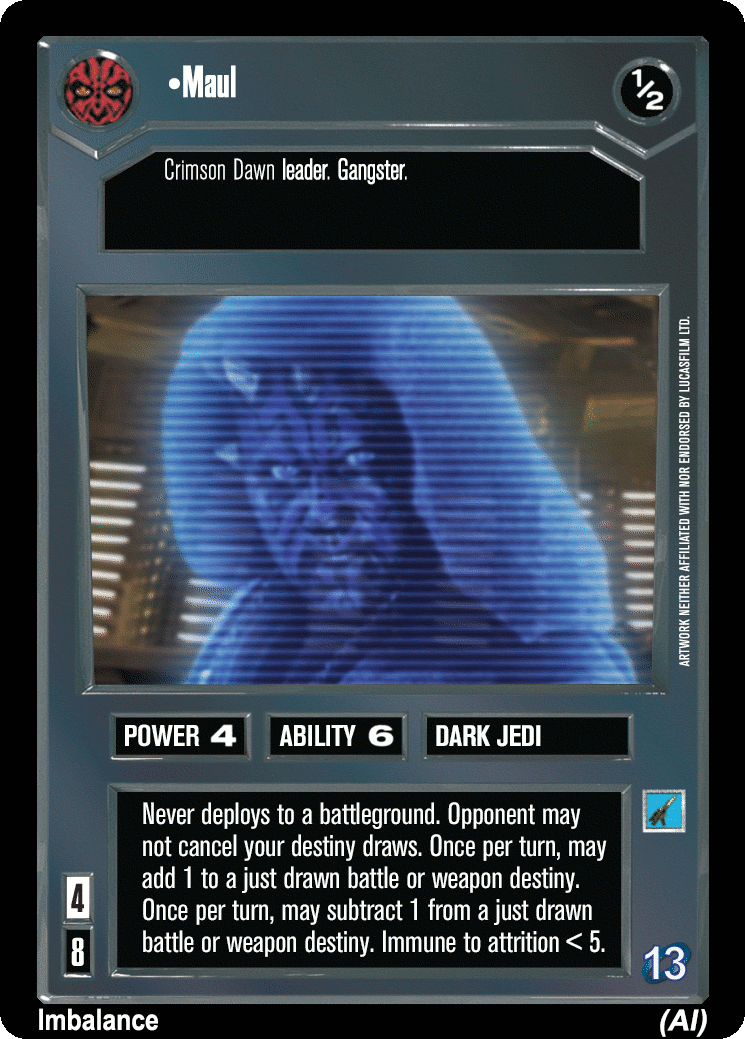 •Maul
1/2
Crimson Dawn leader. Gangster.
ARTWORK NEITHER AFFILIATED WITH NOR ENDORSED BY LUCASFILM LTD.
POWER 4
ABILITY 6
DARK JEDI
Never deploys to a battleground. Opponent may
not cancel your destiny draws. Once per turn, may
add 1 to a just drawn battle or weapon destiny.
Once per turn, may subtract 1 from a just drawn
battle or weapon destiny. Immune to attrition < 5.
4
8
13
Imbalance
(AI)